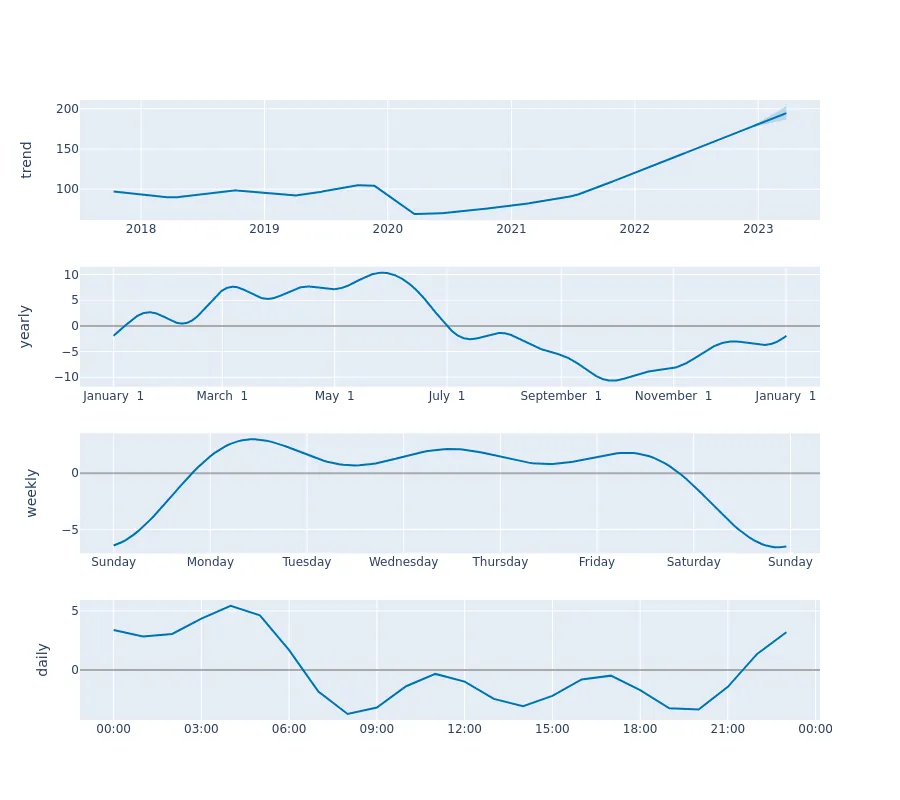 trend
200
150
100
2018 2019 2020 2021 2022 2023
yearly
10
5
0
−5
−10
January 1 March 1 May 1 July 1 September 1 November 1 January 1
weekly
0
−5
Sunday Monday Tuesday Wednesday Thursday Friday Saturday Sunday
daily
5
0
00:00 03:00 06:00 09:00 12:00 15:00 18:00 21:00 00:00